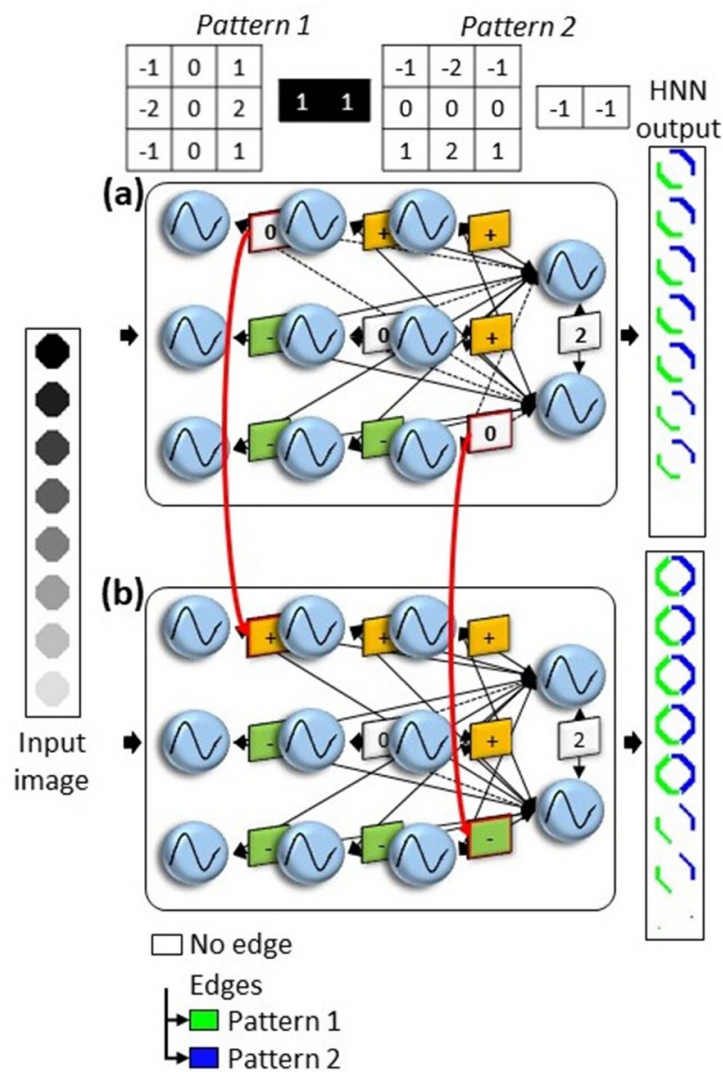 Pattern 1
Pattern 2
-1 0 1
-2 0 2
-1 0 1
1 1
-1 -2 -1
0 0 0
1 2 1
-1 -1
HNN
output
(a)
0 + +
- 0 +
2
- - 0
(b)
+ + +
- 0 +
2
- - -
Input
image
No edge
Edges
Pattern 1
Pattern 2